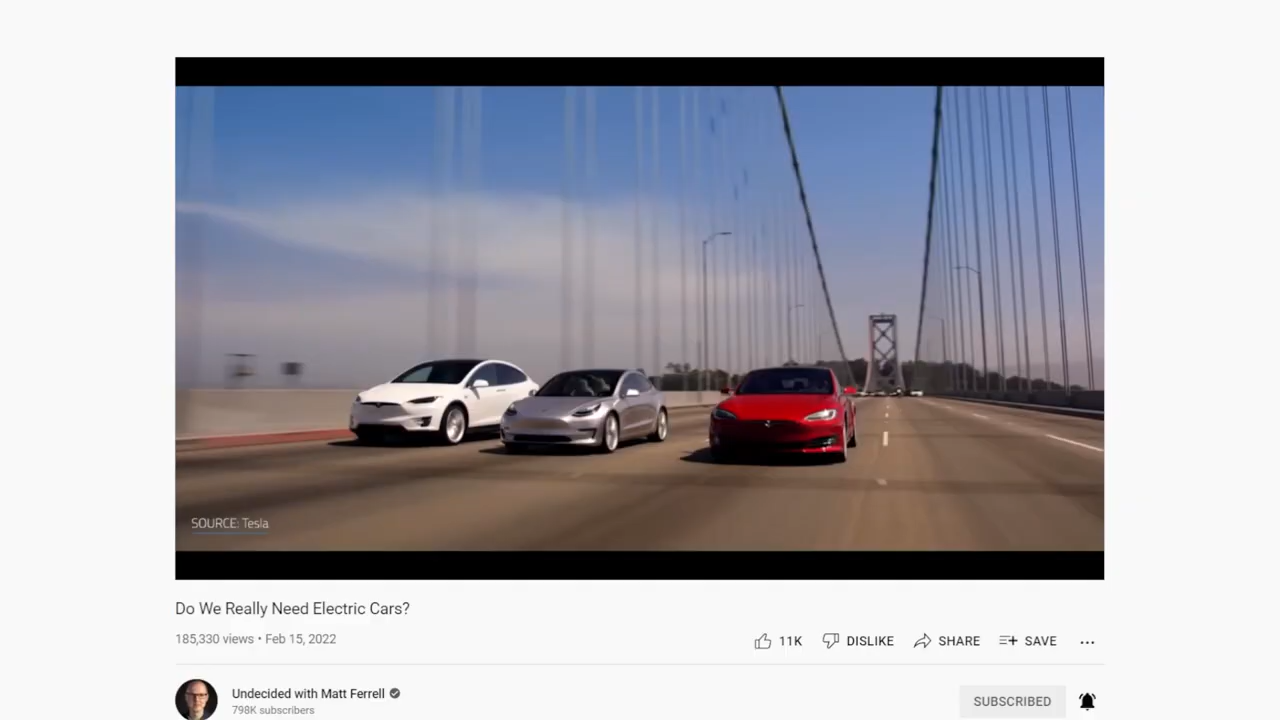 SOURCE: Tesla
Do We Really Need Electric Cars?
185,330 views • Feb 15, 2022
11K DISLIKE SHARE SAVE ...
Undecided with Matt Ferrell
798K subscribers
SUBSCRIBED